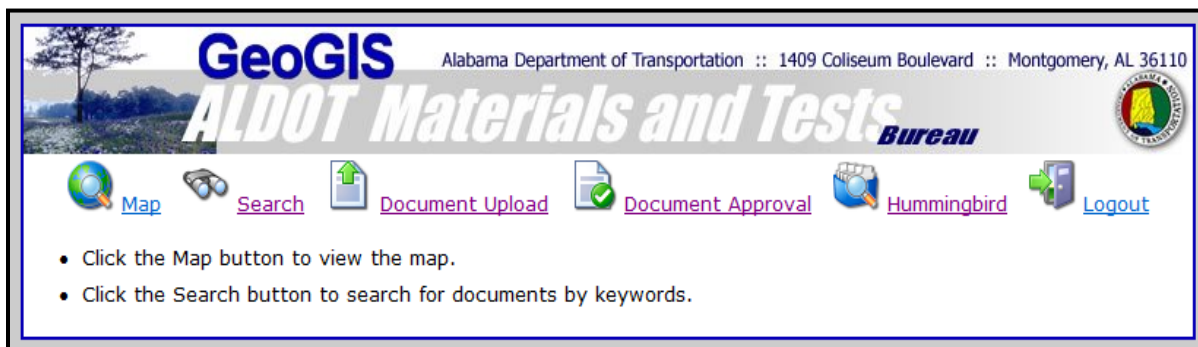 GeoGIS
Alabama Department of Transportation :: 1409 Coliseum Boulevard :: Montgomery, AL 36110
ALDOT Materials and Tests
Bureau
Map Search Document Upload Document Approval Hummingbird Logout
• Click the Map button to view the map.
• Click the Search button to search for documents by keywords.